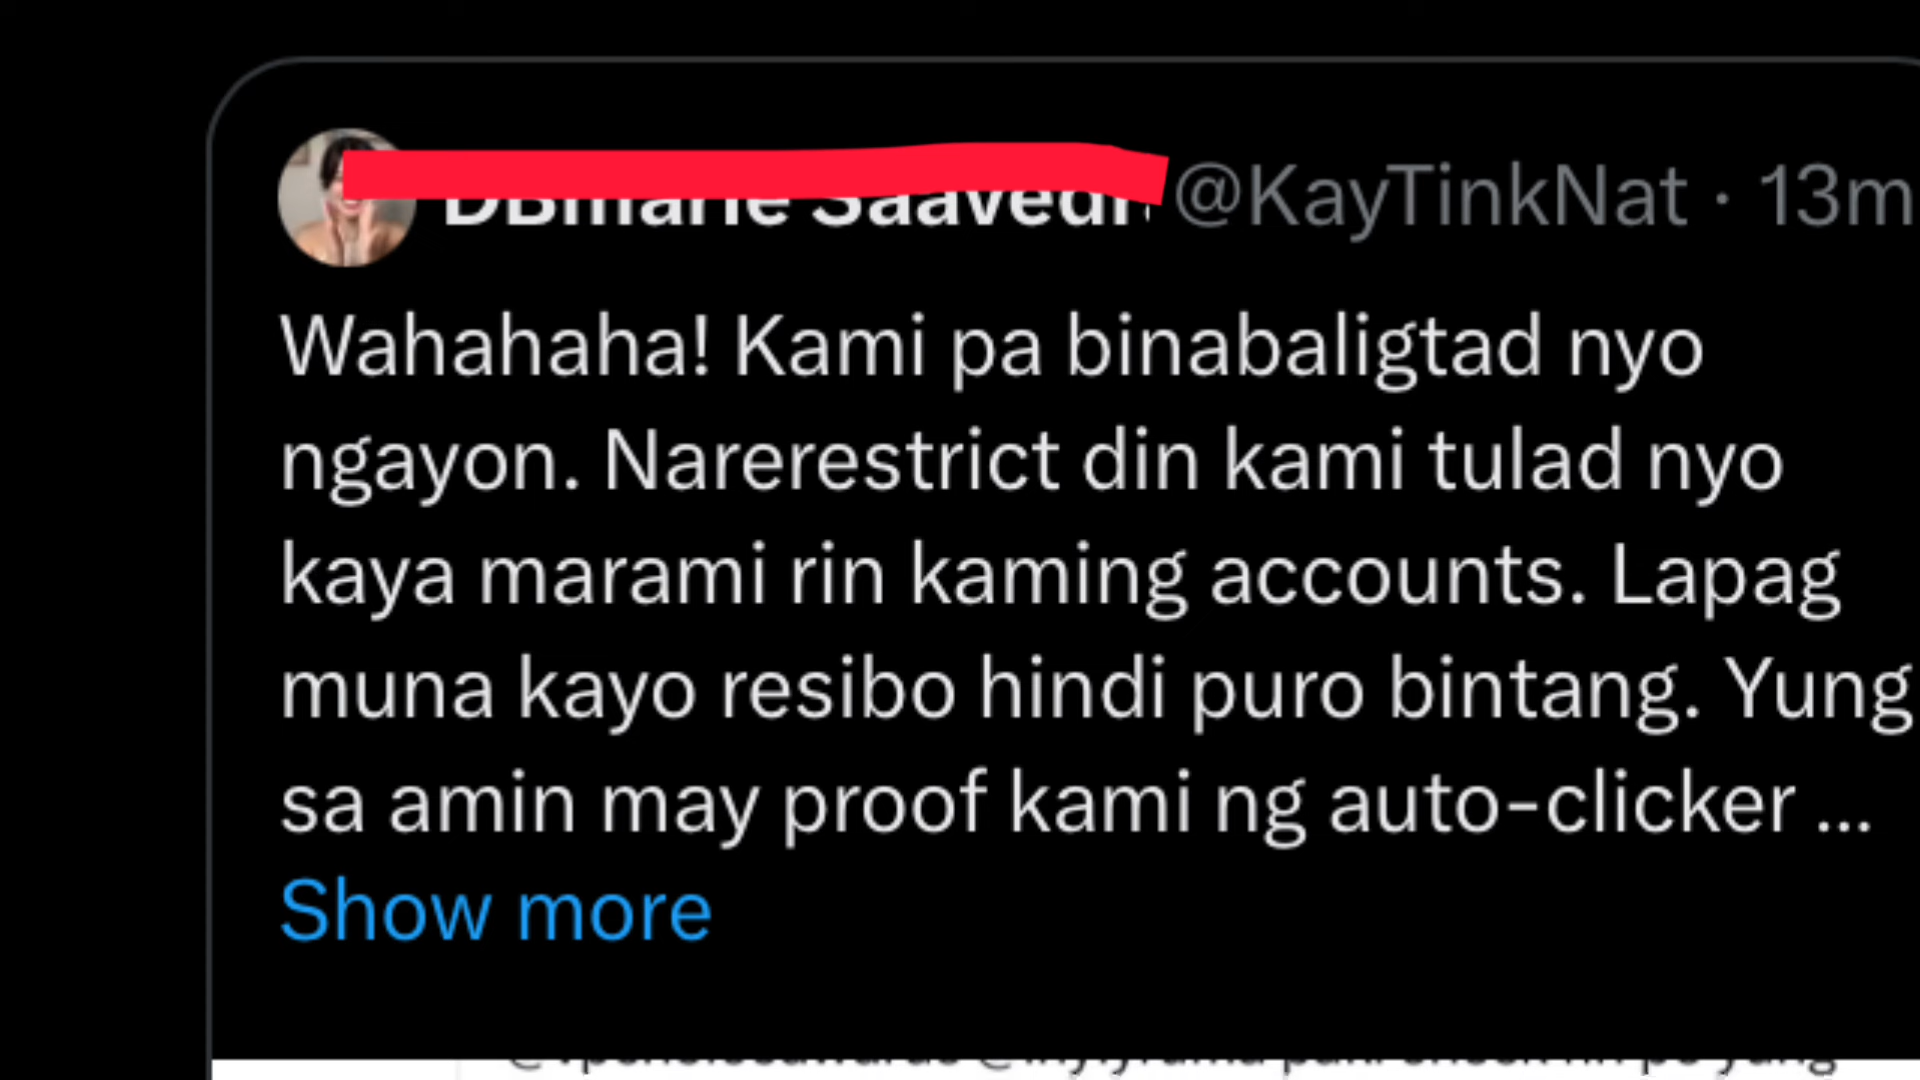 @KayTinkNat · 13m
Wahahaha! Kami pa binabaligtad nyo
ngayon. Narerestrict din kami tulad nyo
kaya marami rin kaming accounts. Lapag
muna kayo resibo hindi puro bintang. Yung
sa amin may proof kami ng auto-clicker ...
Show more